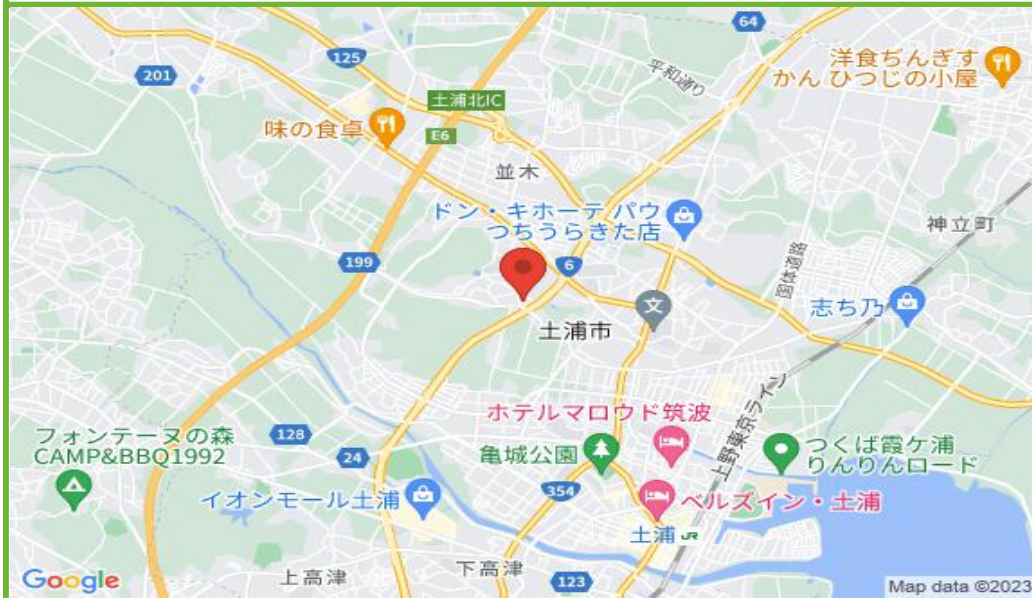 64
125
201
洋食ぢんぎす
かん ひつじの小屋
平和通り
土浦北IC
味の食卓
E6
並木
ドン・キホーテ パウ
つちうらきた店
神立町
199
6
国体道路
文
志ち乃
土浦市
上野東京ライン
ホテルマロウド筑波
フォンテーヌの森
CAMP&BBQ1992
128
24
亀城公園
つくば霞ケ浦
りんりんロード
イオンモール土浦
354
ベルズイン・土浦
土浦 JR
下高津
上高津
123
Google
Map data ©2023